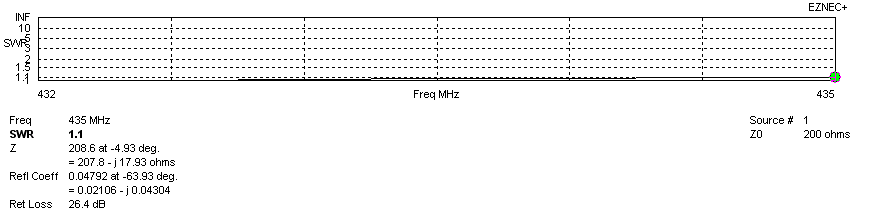 EZNEC+
INF
10
5
SWR
3
2
1.5
1.1
1
432
Freq MHz
435
Freq 435 MHz
Source # 1
SWR 1.1
Z0 200 ohms
Z 208.6 at -4.93 deg.
= 207.8 - j 17.93 ohms
Refl Coeff 0.04792 at -63.93 deg.
= 0.02106 - j 0.04304
Ret Loss 26.4 dB